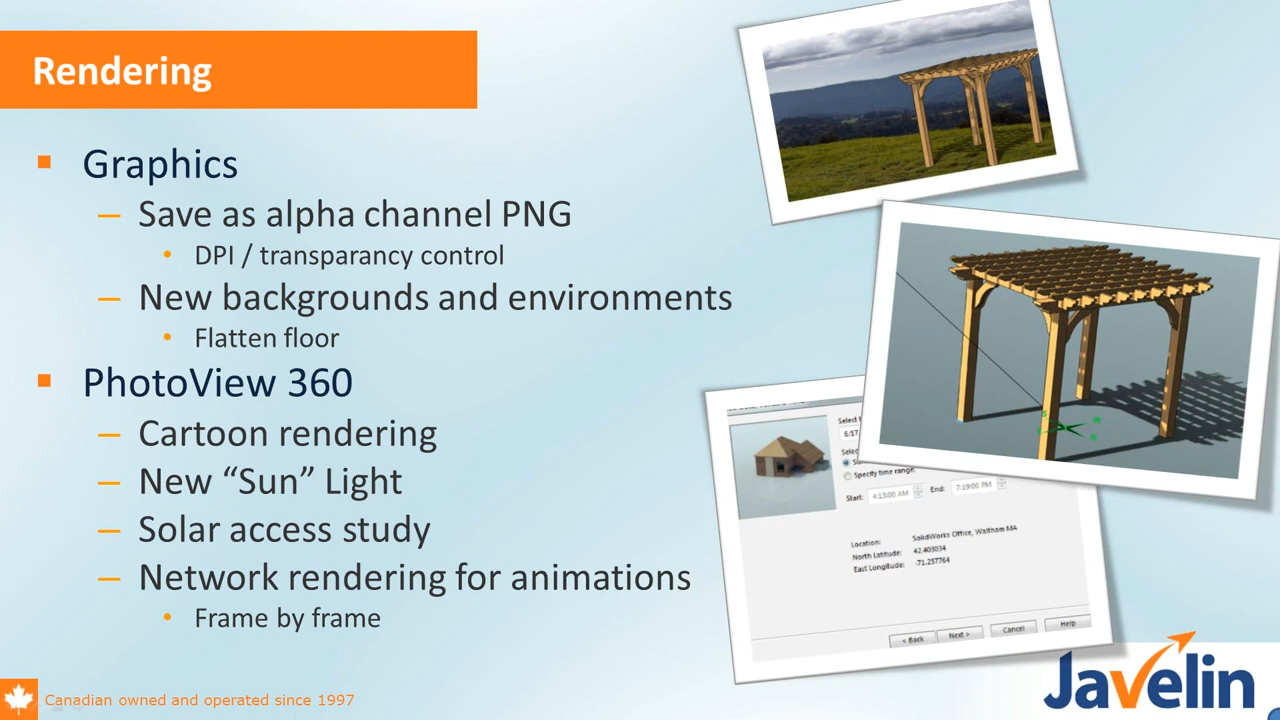 Rendering
▪ Graphics
– Save as alpha channel PNG
• DPI / transparancy control
– New backgrounds and environments
• Flatten floor
▪ PhotoView 360
– Cartoon rendering
– New “Sun” Light
– Solar access study
– Network rendering for animations
• Frame by frame
Specify time range:
Start: 4:13:00 AM End: 7:19:00 PM
Location: SolidWorks Office, Waltham MA
North Latitude: 42.403034
East Longitude: -71.257764
< Back Next > Cancel Help
Canadian owned and operated since 1997
Javelin